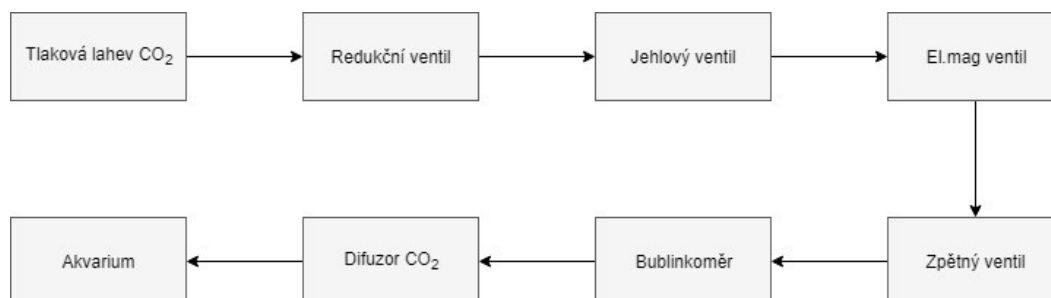 Tlaková lahev CO₂
Redukční ventil
Jehlový ventil
El.mag ventil
Akvarium
Difuzor CO₂
Bublinkoměr
Zpětný ventil